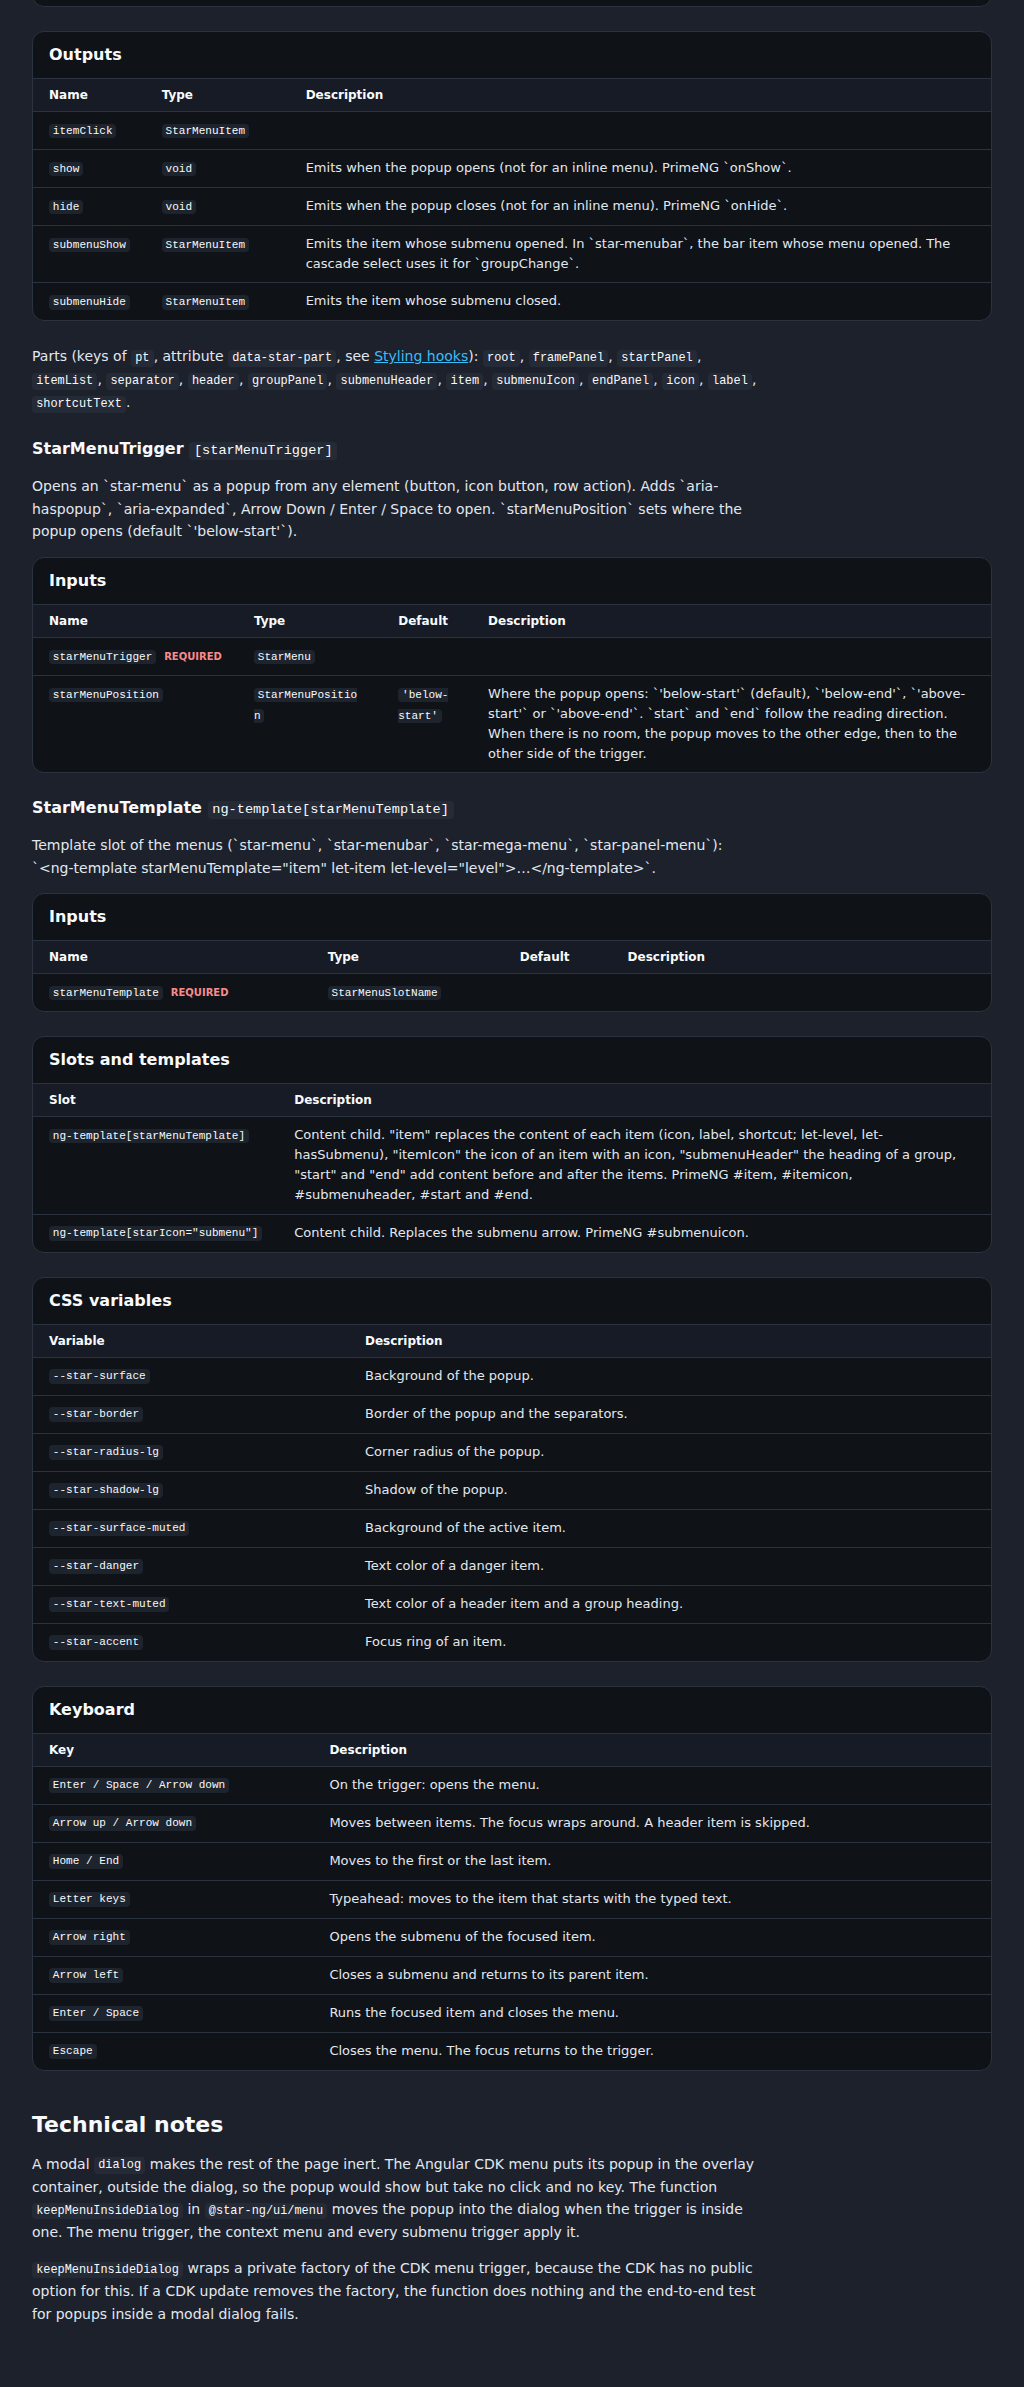 Outputs
Name Type Description
itemClick StarMenuItem
show void Emits when the popup opens (not for an inline menu). PrimeNG `onShow`.
hide void Emits when the popup closes (not for an inline menu). PrimeNG `onHide`.
submenuShow StarMenuItem Emits the item whose submenu opened. In `star-menubar`, the bar item whose menu opened. The
cascade select uses it for `groupChange`.
submenuHide StarMenuItem Emits the item whose submenu closed.
Parts (keys of pt, attribute data-star-part, see Styling hooks): root, framePanel, startPanel,
itemList, separator, header, groupPanel, submenuHeader, item, submenuIcon, endPanel, icon, label,
shortcutText.
StarMenuTrigger [starMenuTrigger]
Opens an `star-menu` as a popup from any element (button, icon button, row action). Adds `aria-
haspopup`, `aria-expanded`, Arrow Down / Enter / Space to open. `starMenuPosition` sets where the
popup opens (default `'below-start'`).
Inputs
Name Type Default Description
starMenuTrigger REQUIRED StarMenu
starMenuPosition StarMenuPositio 'below- Where the popup opens: `'below-start'` (default), `'below-end'`, `'above-
n start' start'` or `'above-end'`. `start` and `end` follow the reading direction.
When there is no room, the popup moves to the other edge, then to the
other side of the trigger.
StarMenuTemplate ng-template[starMenuTemplate]
Template slot of the menus (`star-menu`, `star-menubar`, `star-mega-menu`, `star-panel-menu`):
`<ng-template starMenuTemplate="item" let-item let-level="level">…</ng-template>`.
Inputs
Name Type Default Description
starMenuTemplate REQUIRED StarMenuSlotName
Slots and templates
Slot Description
ng-template[starMenuTemplate] Content child. "item" replaces the content of each item (icon, label, shortcut; let-level, let-
hasSubmenu), "itemIcon" the icon of an item with an icon, "submenuHeader" the heading of a group,
"start" and "end" add content before and after the items. PrimeNG #item, #itemicon,
#submenuheader, #start and #end.
ng-template[starIcon="submenu"] Content child. Replaces the submenu arrow. PrimeNG #submenuicon.
CSS variables
Variable Description
--star-surface Background of the popup.
--star-border Border of the popup and the separators.
--star-radius-lg Corner radius of the popup.
--star-shadow-lg Shadow of the popup.
--star-surface-muted Background of the active item.
--star-danger Text color of a danger item.
--star-text-muted Text color of a header item and a group heading.
--star-accent Focus ring of an item.
Keyboard
Key Description
Enter / Space / Arrow down On the trigger: opens the menu.
Arrow up / Arrow down Moves between items. The focus wraps around. A header item is skipped.
Home / End Moves to the first or the last item.
Letter keys Typeahead: moves to the item that starts with the typed text.
Arrow right Opens the submenu of the focused item.
Arrow left Closes a submenu and returns to its parent item.
Enter / Space Runs the focused item and closes the menu.
Escape Closes the menu. The focus returns to the trigger.
Technical notes
A modal dialog makes the rest of the page inert. The Angular CDK menu puts its popup in the overlay
container, outside the dialog, so the popup would show but take no click and no key. The function
keepMenuInsideDialog in @star-ng/ui/menu moves the popup into the dialog when the trigger is inside
one. The menu trigger, the context menu and every submenu trigger apply it.
keepMenuInsideDialog wraps a private factory of the CDK menu trigger, because the CDK has no public
option for this. If a CDK update removes the factory, the function does nothing and the end-to-end test
for popups inside a modal dialog fails.